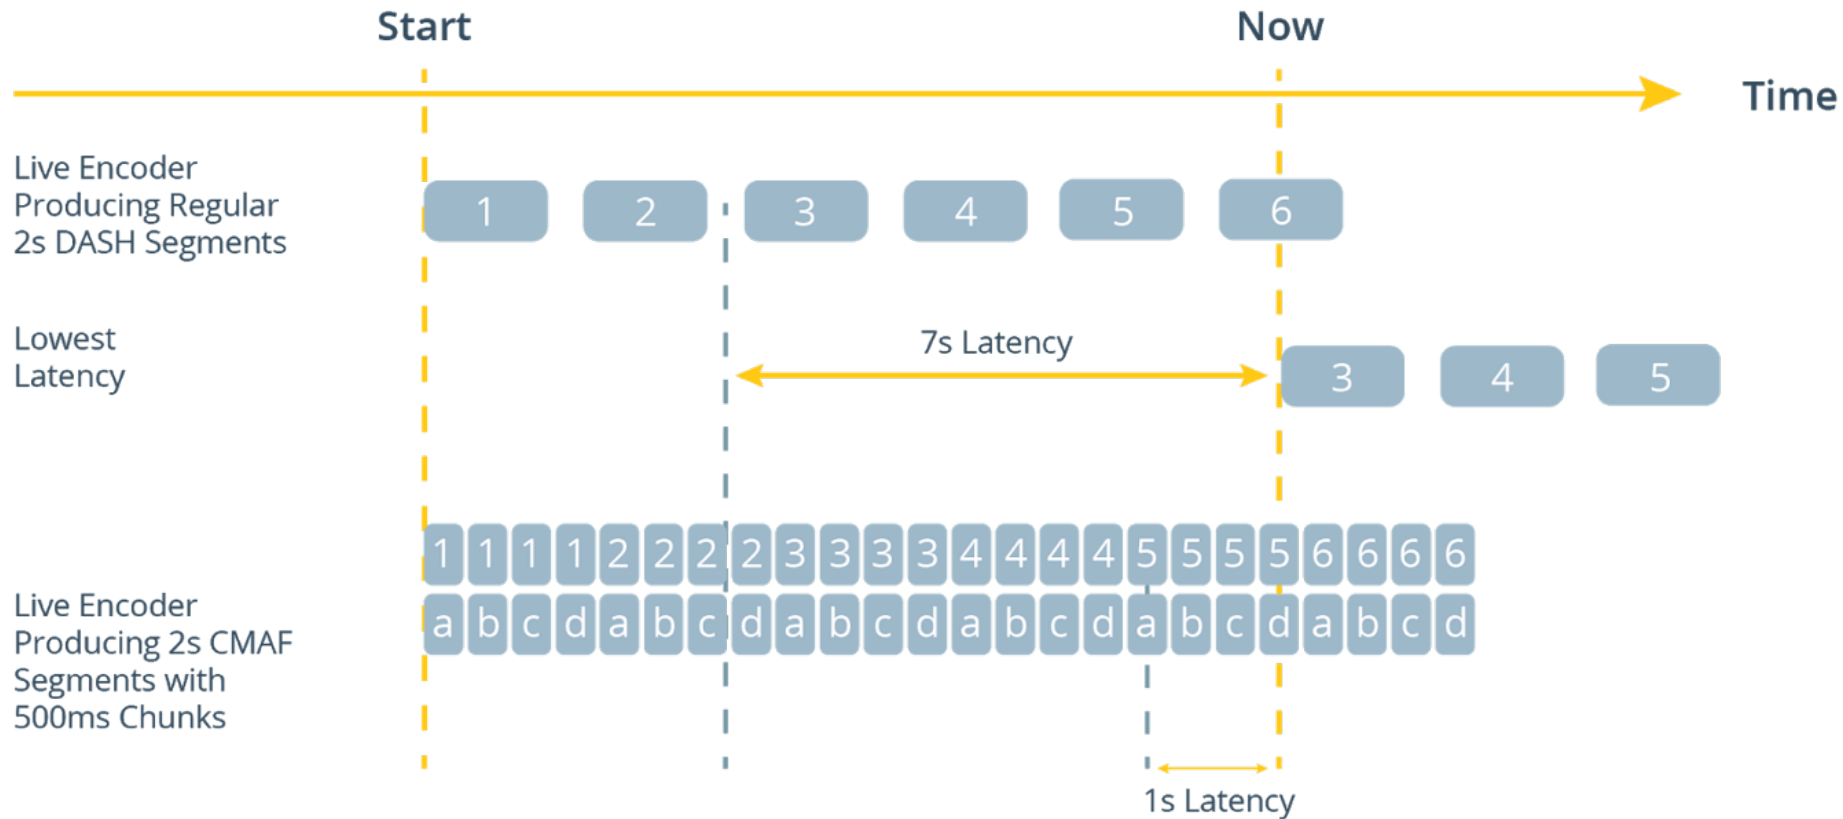 Start
Now
Time
Live Encoder
Producing Regular
2s DASH Segments
1 2 3 4 5 6
Lowest
Latency
7s Latency
3 4 5
1 1 1 1 2 2 2 2 3 3 3 3 4 4 4 4 5 5 5 5 6 6 6 6
a b c d a b c d a b c d a b c d a b c d a b c d
Live Encoder
Producing 2s CMAF
Segments with
500ms Chunks
1s Latency